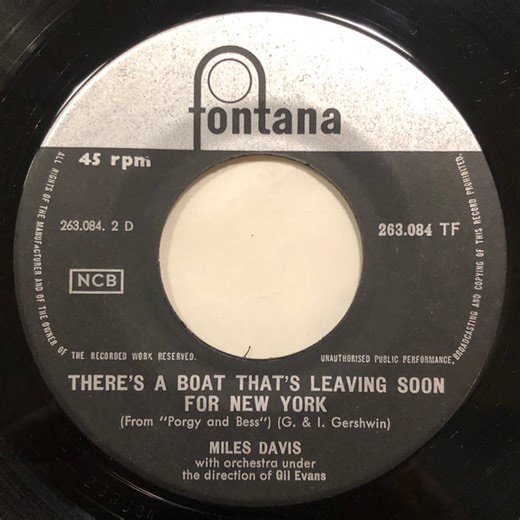 fontana
45 rpm
263.084. 2 D
263.084 TF
NCB
ALL RIGHTS OF THE MANUFACTURER AND OF THE OWNER OF THE RECORDED WORK RESERVED.
UNAUTHORISED PUBLIC PERFORMANCE, BROADCASTING AND COPYING OF THIS RECORD PROHIBITED.
THERE'S A BOAT THAT'S LEAVING SOON
FOR NEW YORK
(From "Porgy and Bess") (G. & I. Gershwin)
MILES DAVIS
with orchestra under
the direction of Gil Evans